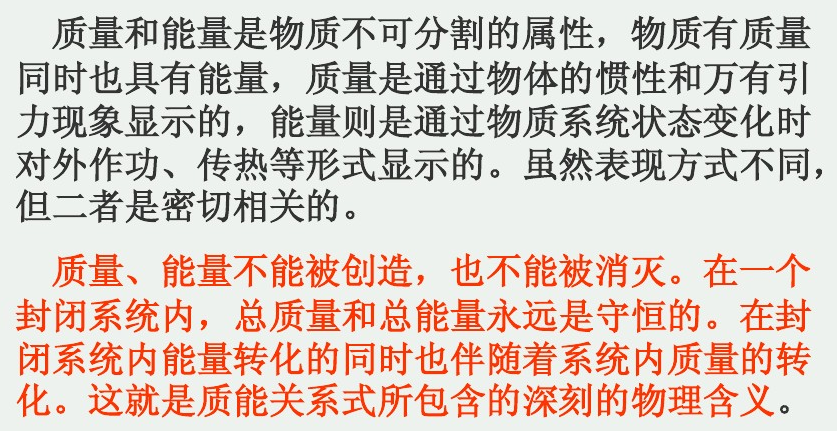 质量和能量是物质不可分割的属性，物质有质量
同时也具有能量，质量是通过物体的惯性和万有引
力现象显示的，能量则是通过物质系统状态变化时
对外作功、传热等形式显示的。虽然表现方式不同，
但二者是密切相关的。
质量、能量不能被创造，也不能被消灭。在一个
封闭系统内，总质量和总能量永远是守恒的。在封
闭系统内能量转化的同时也伴随着系统内质量的转
化。这就是质能关系式所包含的深刻的物理含义。